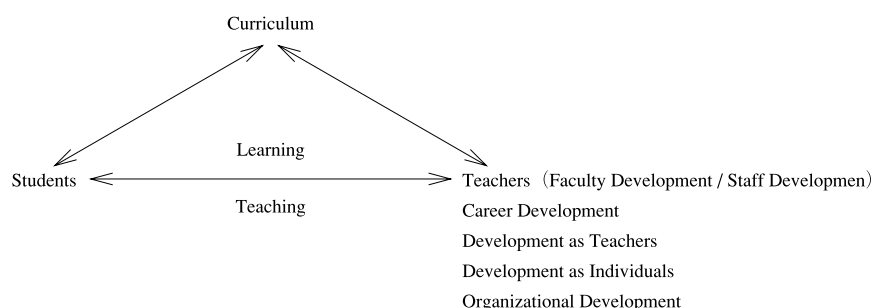 Curriculum
Learning
Students
Teachers（Faculty Development / Staff Developmen）
Teaching
Career Development
Development as Teachers
Development as Individuals
Organizational Development